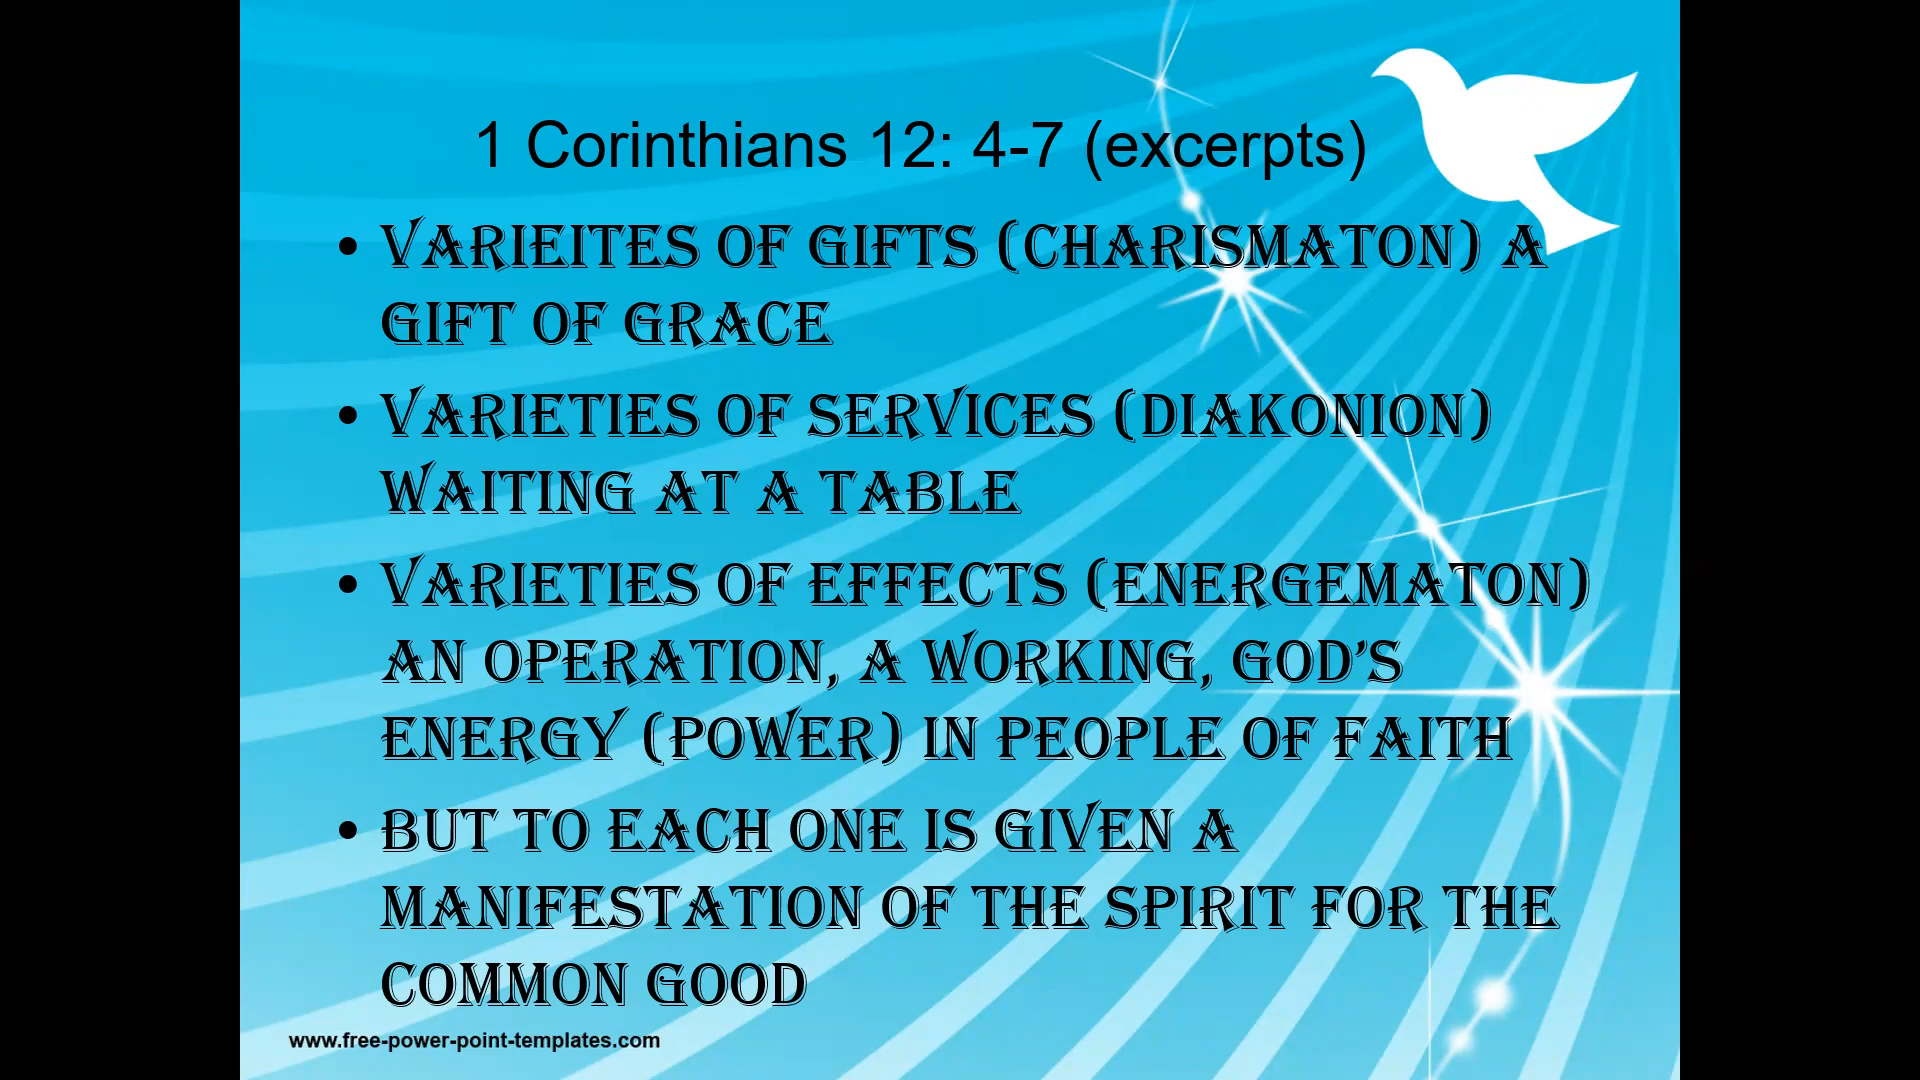 1 Corinthians 12: 4-7 (excerpts)
• VARIEITES OF GIFTS (CHARISMATON) A
GIFT OF GRACE
• VARIETIES OF SERVICES (DIAKONION)
WAITING AT A TABLE
• VARIETIES OF EFFECTS (ENERGEMATON)
AN OPERATION, A WORKING, GOD’S
ENERGY (POWER) IN PEOPLE OF FAITH
• BUT TO EACH ONE IS GIVEN A
MANIFESTATION OF THE SPIRIT FOR THE
COMMON GOOD
www.free-power-point-templates.com